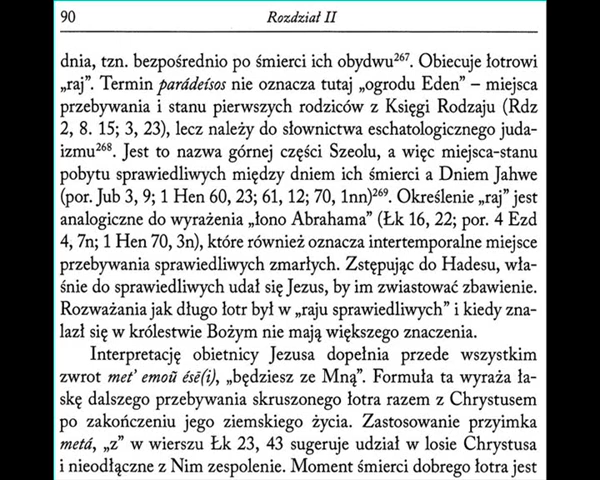 90 Rozdział II
dnia, tzn. bezpośrednio po śmierci ich obydwu²⁶⁷. Obiecuje łotrowi
„raj”. Termin parádeísos nie oznacza tutaj „ogrodu Eden” – miejsca
przebywania i stanu pierwszych rodziców z Księgi Rodzaju (Rdz
2, 8. 15; 3, 23), lecz należy do słownictwa eschatologicznego juda-
izmu²⁶⁸. Jest to nazwa górnej części Szeolu, a więc miejsca-stanu
pobytu sprawiedliwych między dniem ich śmierci a Dniem Jahwe
(por. Jub 3, 9; 1 Hen 60, 23; 61, 12; 70, 1nn)²⁶⁹. Określenie „raj” jest
analogiczne do wyrażenia „łono Abrahama” (Łk 16, 22; por. 4 Ezd
4, 7n; 1 Hen 70, 3n), które również oznacza intertemporalne miejsce
przebywania sprawiedliwych zmarłych. Zstępując do Hadesu, wła-
śnie do sprawiedliwych udał się Jezus, by im zwiastować zbawienie.
Rozważania jak długo łotr był w „raju sprawiedliwych” i kiedy zna-
lazł się w królestwie Bożym nie mają większego znaczenia.
Interpretację obietnicy Jezusa dopełnia przede wszystkim
zwrot met’ emoũ ésē(i), „będziesz ze Mną”. Formuła ta wyraża ła-
skę dalszego przebywania skruszonego łotra razem z Chrystusem
po zakończeniu jego ziemskiego życia. Zastosowanie przyimka
metá, „z” w wierszu Łk 23, 43 sugeruje udział w losie Chrystusa
i nieodłączne z Nim zespolenie. Moment śmierci dobrego łotra jest